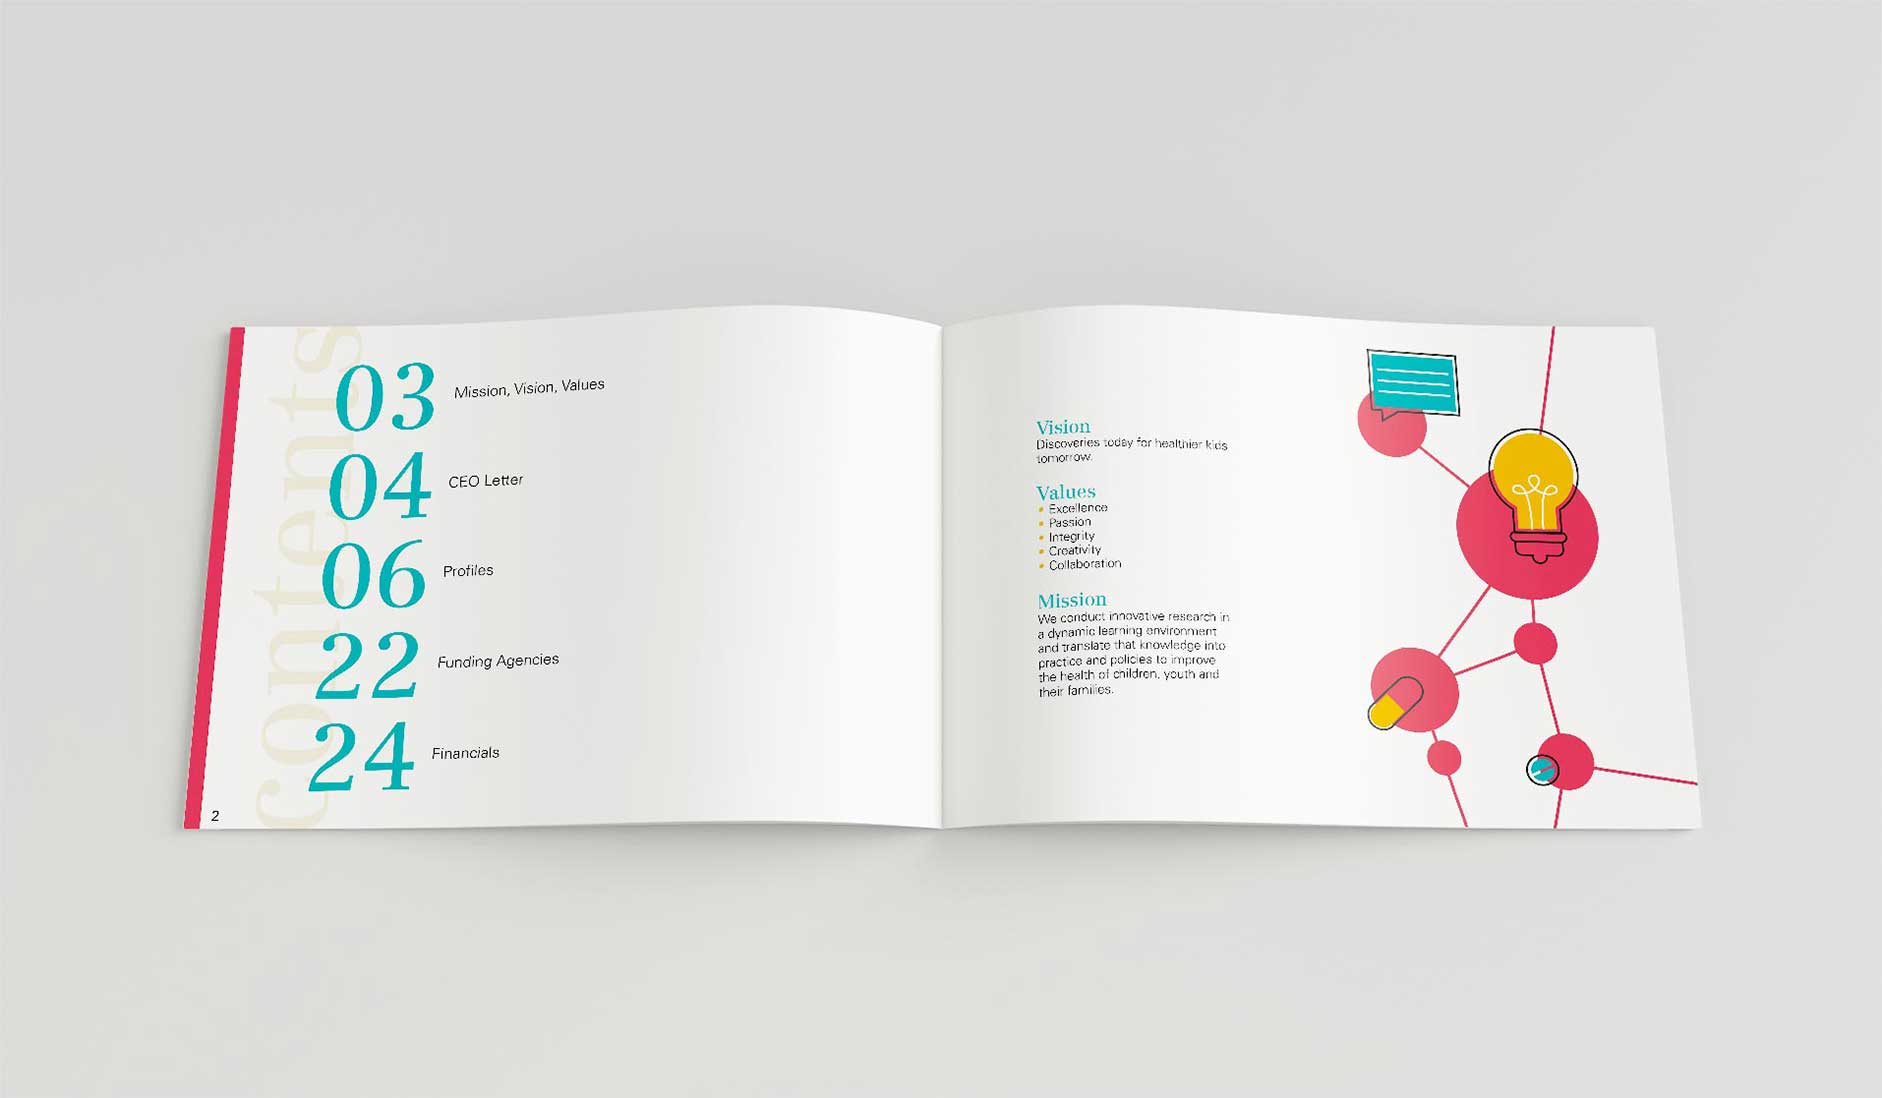 contents
03 Mission, Vision, Values
04 CEO Letter
06 Profiles
22 Funding Agencies
24 Financials
2
Vision
Discoveries today for healthier kids
tomorrow.
Values
• Excellence
• Passion
• Integrity
• Creativity
• Collaboration
Mission
We conduct innovative research in
a dynamic learning environment
and translate that knowledge into
practice and policies to improve
the health of children, youth and
their families.